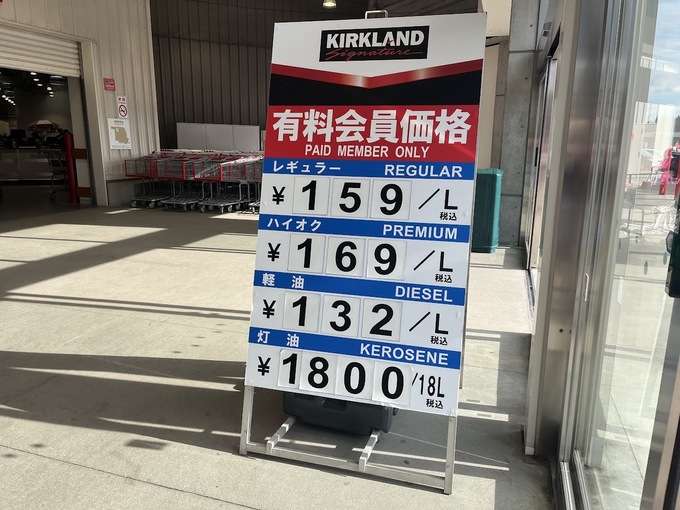 KIRKLAND
Signature
有料会員価格
PAID MEMBER ONLY
レギュラー REGULAR
¥159/L
税込
ハイオク PREMIUM
¥169/L
税込
軽油 DIESEL
¥132/L
税込
灯油 KEROSENE
¥1800/18L
税込